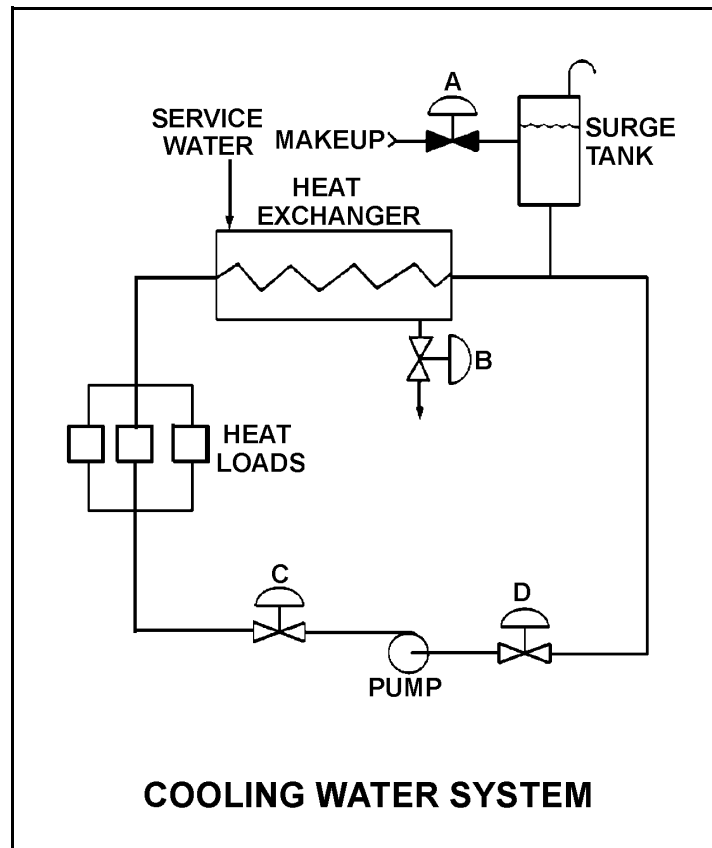 A
SERVICE
WATER
MAKEUP
SURGE
TANK
HEAT
EXCHANGER
B
HEAT
LOADS
C
D
PUMP
COOLING WATER SYSTEM